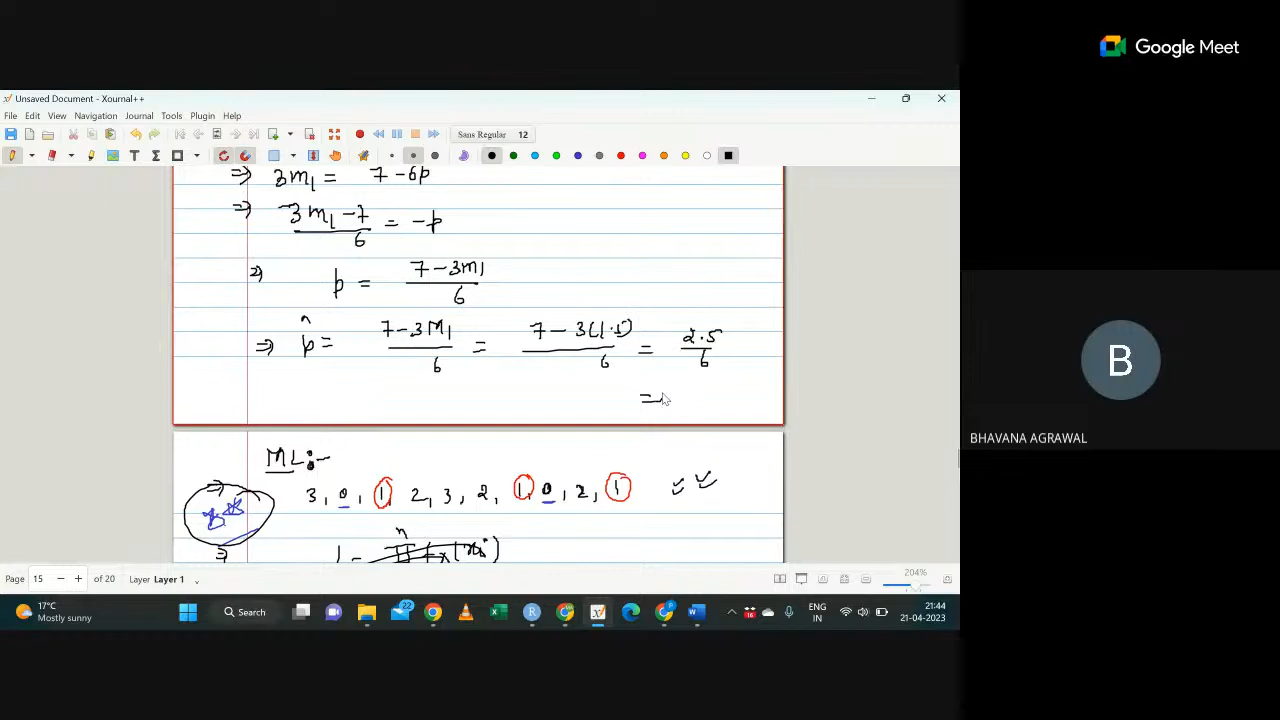 Google Meet
Unsaved Document - Xournal++
File Edit View Navigation Journal Tools Plugin Help
Sans Regular 12
⇒ 3m1 = 7 - 6p
⇒ 3m1 - 7 / 6 = -p
⇒ p = 7 - 3m1 / 6
⇒ p̂ = 7 - 3M1 / 6 = 7 - 3(1.5) / 6 = 2.5 / 6
=
B
BHAVANA AGRAWAL
ML:-
⇒ 3, 0, 1, 2, 3, 2, 1, 0, 2, 1
⇒
Page 15 of 20 Layer Layer 1 204%
17°C
Mostly sunny
Search
22
16
ENG
IN
21:44
21-04-2023